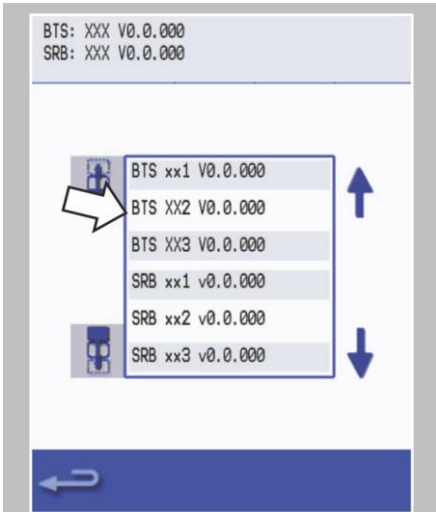 BTS: XXX V0.0.000
SRB: XXX V0.0.000
BTS xx1 V0.0.000
BTS XX2 V0.0.000
BTS XX3 V0.0.000
SRB xx1 v0.0.000
SRB xx2 v0.0.000
SRB xx3 v0.0.000